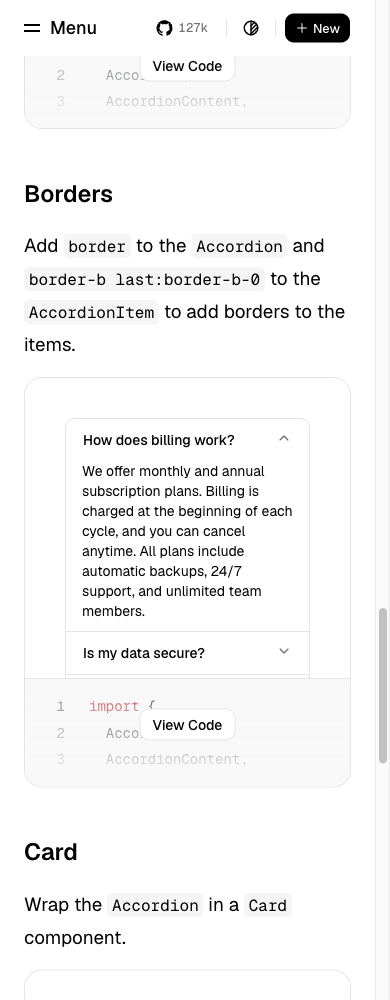 Menu
127k
+ New
View Code
2
3 AccordionContent,
Borders
Add border to the Accordion and
border-b last:border-b-0 to the
AccordionItem to add borders to the
items.
How does billing work?
We offer monthly and annual
subscription plans. Billing is
charged at the beginning of each
cycle, and you can cancel
anytime. All plans include
automatic backups, 24/7
support, and unlimited team
members.
Is my data secure?
1 import {
View Code
2
3 AccordionContent,
Card
Wrap the Accordion in a Card
component.